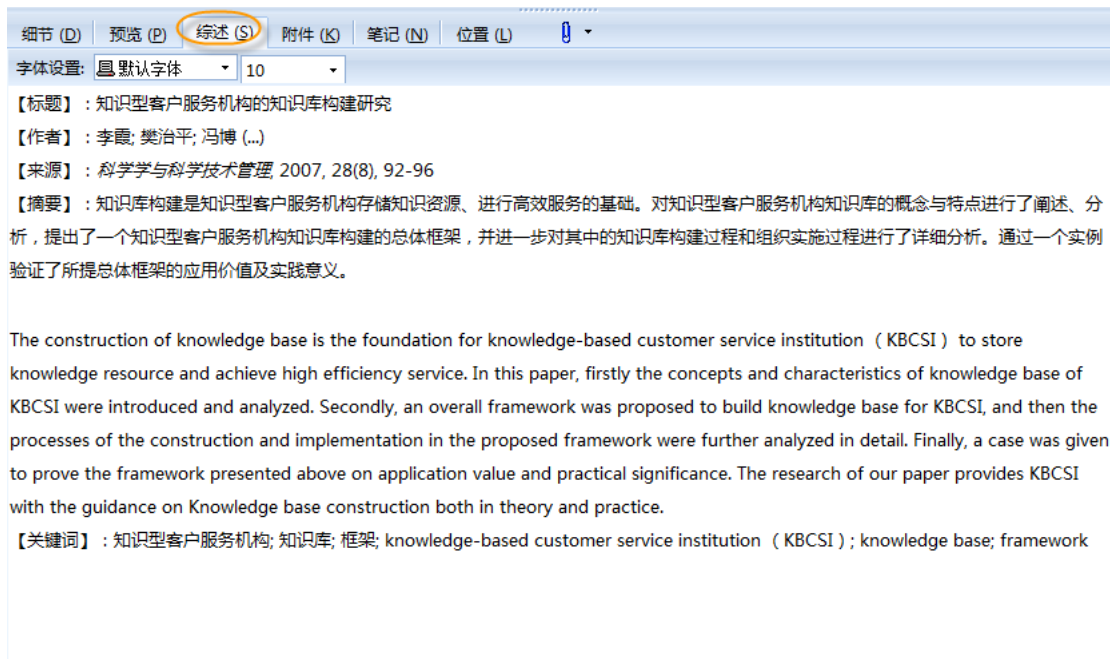 细节 (D) 预览 (P) 综述 (S) 附件 (K) 笔记 (N) 位置 (L)
字体设置: 默认字体 10
【标题】：知识型客户服务机构的知识库构建研究
【作者】：李霞; 樊治平; 冯博 (...)
【来源】：科学学与科学技术管理, 2007, 28(8), 92-96
【摘要】：知识库构建是知识型客户服务机构存储知识资源、进行高效服务的基础。对知识型客户服务机构知识库的概念与特点进行了阐述、分
析，提出了一个知识型客户服务机构知识库构建的总体框架，并进一步对其中的知识库构建过程和组织实施过程进行了详细分析。通过一个实例
验证了所提总体框架的应用价值及实践意义。
The construction of knowledge base is the foundation for knowledge-based customer service institution （KBCSI）to store
knowledge resource and achieve high efficiency service. In this paper, firstly the concepts and characteristics of knowledge base of
KBCSI were introduced and analyzed. Secondly, an overall framework was proposed to build knowledge base for KBCSI, and then the
processes of the construction and implementation in the proposed framework were further analyzed in detail. Finally, a case was given
to prove the framework presented above on application value and practical significance. The research of our paper provides KBCSI
with the guidance on Knowledge base construction both in theory and practice.
【关键词】：知识型客户服务机构; 知识库; 框架; knowledge-based customer service institution （KBCSI）; knowledge base; framework